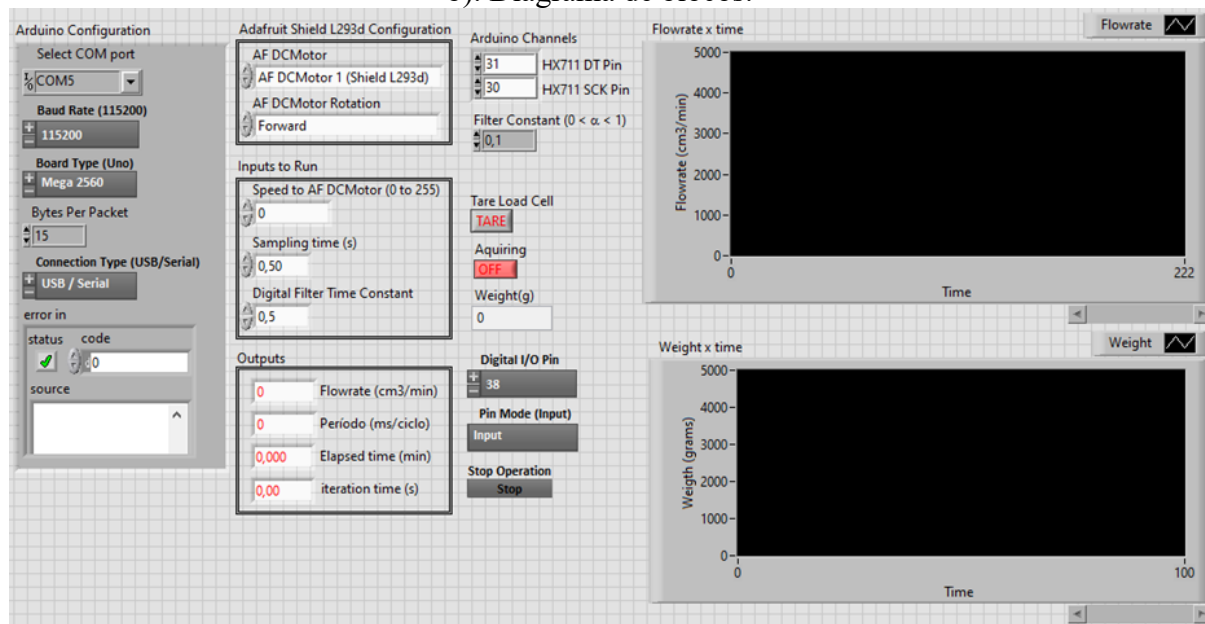 b). Diagrama de blocos.
Arduino Configuration
Select COM port
COM5
Baud Rate (115200)
115200
Board Type (Uno)
Mega 2560
Bytes Per Packet
15
Connection Type (USB/Serial)
USB / Serial
error in
status code
0
source
Adafruit Shield L293d Configuration
AF DCMotor
AF DCMotor 1 (Shield L293d)
AF DCMotor Rotation
Forward
Inputs to Run
Speed to AF DCMotor (0 to 255)
0
Sampling time (s)
0,50
Digital Filter Time Constant
0,5
Outputs
0 Flowrate (cm3/min)
0 Período (ms/ciclo)
0,000 Elapsed time (min)
0,00 iteration time (s)
Arduino Channels
31 HX711 DT Pin
30 HX711 SCK Pin
Filter Constant (0 < α < 1)
0,1
Tare Load Cell
TARE
Aquiring
OFF
Weight(g)
0
Digital I/O Pin
38
Pin Mode (Input)
Input
Stop Operation
Stop
Flowrate x time
Flowrate
Flowrate (cm3/min)
5000
4000
3000
2000
1000
0
0 222
Time
Weight x time
Weight
Weigth (grams)
5000
4000
3000
2000
1000
0
0 100
Time